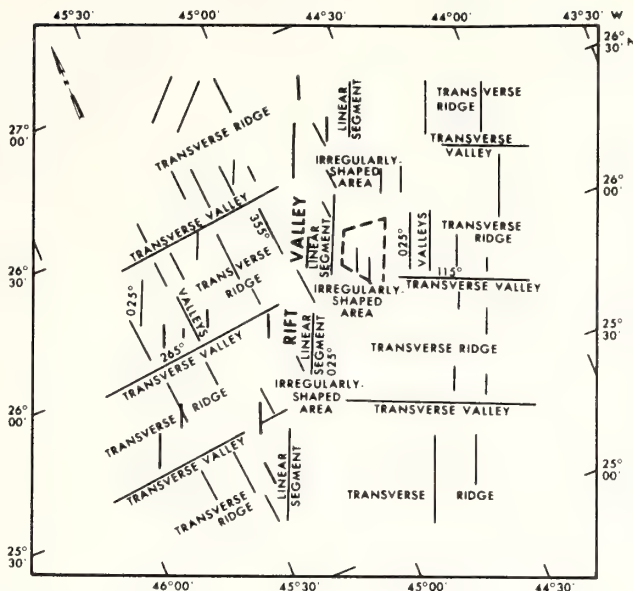 45°30' 45°00' 44°30' 44°00' 43°30' W
26°
30'
N
27°
00'
26°
30'
26°
00'
25°
30'
26°
00'
25°
30'
25°
00'
LINEAR
SEGMENT
TRANSVERSE
RIDGE
TRANSVERSE RIDGE
TRANSVERSE
VALLEY
IRREGULARLY-
SHAPED
AREA
TRANSVERSE VALLEY
355°
VALLEY
LINEAR
SEGMENT
025°
VALLEYS
TRANSVERSE
RIDGE
TRANSVERSE
RIDGE
025°
VALLEYS
115°
TRANSVERSE VALLEY
IRREGULARLY-
SHAPED
AREA
RIFT
LINEAR
SEGMENT
025°
265°
TRANSVERSE VALLEY
TRANSVERSE RIDGE
IRREGULARLY-
SHAPED
AREA
TRANSVERSE RIDGE
TRANSVERSE VALLEY
TRANSVERSE VALLEY
LINEAR
SEGMENT
TRANSVERSE
RIDGE
TRANSVERSE RIDGE
46°00' 45°30' 45°00' 44°30'